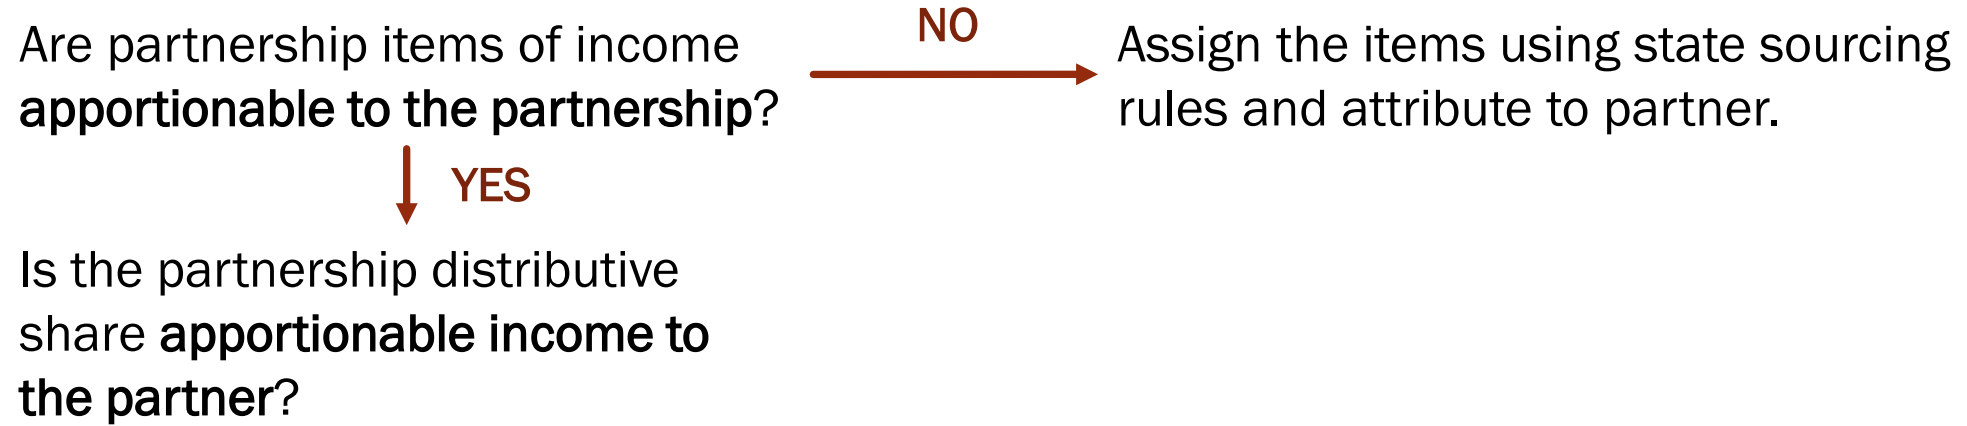 Are partnership items of income
apportionable to the partnership?
NO
Assign the items using state sourcing
rules and attribute to partner.
YES
Is the partnership distributive
share apportionable income to
the partner?